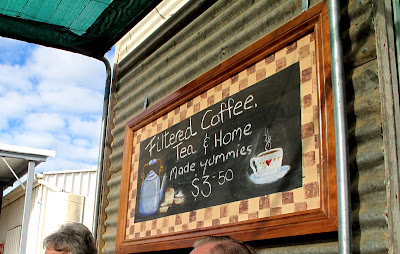 Filtered Coffee,
Tea & Home
made yummies
$3.50